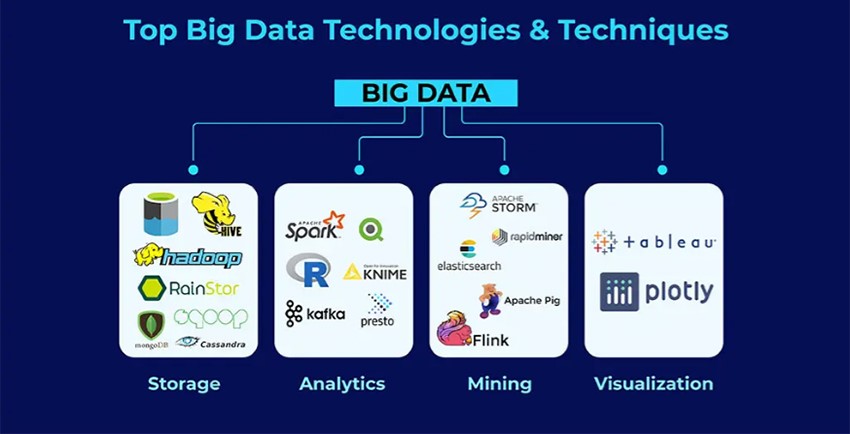 Top Big Data Technologies & Techniques
BIG DATA
HIVE
hadoop
RainStor
sqoop
mongoDB
Cassandra
Storage
APACHE
Spark
R
KNIME
kafka
presto
Analytics
APACHE
STORM
rapidminer
elasticsearch
Apache Pig
Flink
Mining
+ableau
plotly
Visualization